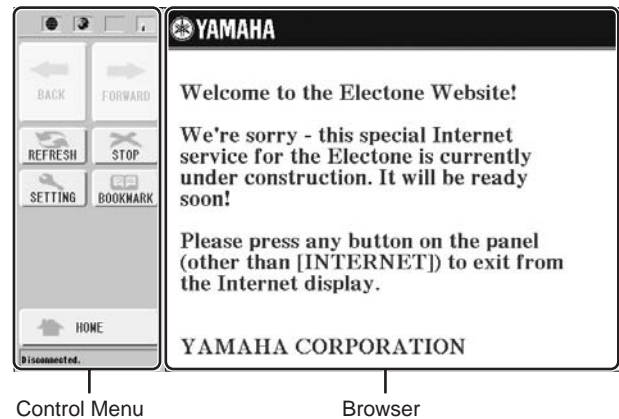 BACK
FORWARD
REFRESH
STOP
SETTING
BOOKMARK
HOME
Disconnected.
YAMAHA
Welcome to the Electone Website!
We're sorry - this special Internet
service for the Electone is currently
under construction. It will be ready
soon!
Please press any button on the panel
(other than [INTERNET]) to exit from
the Internet display.
YAMAHA CORPORATION
Control Menu
Browser